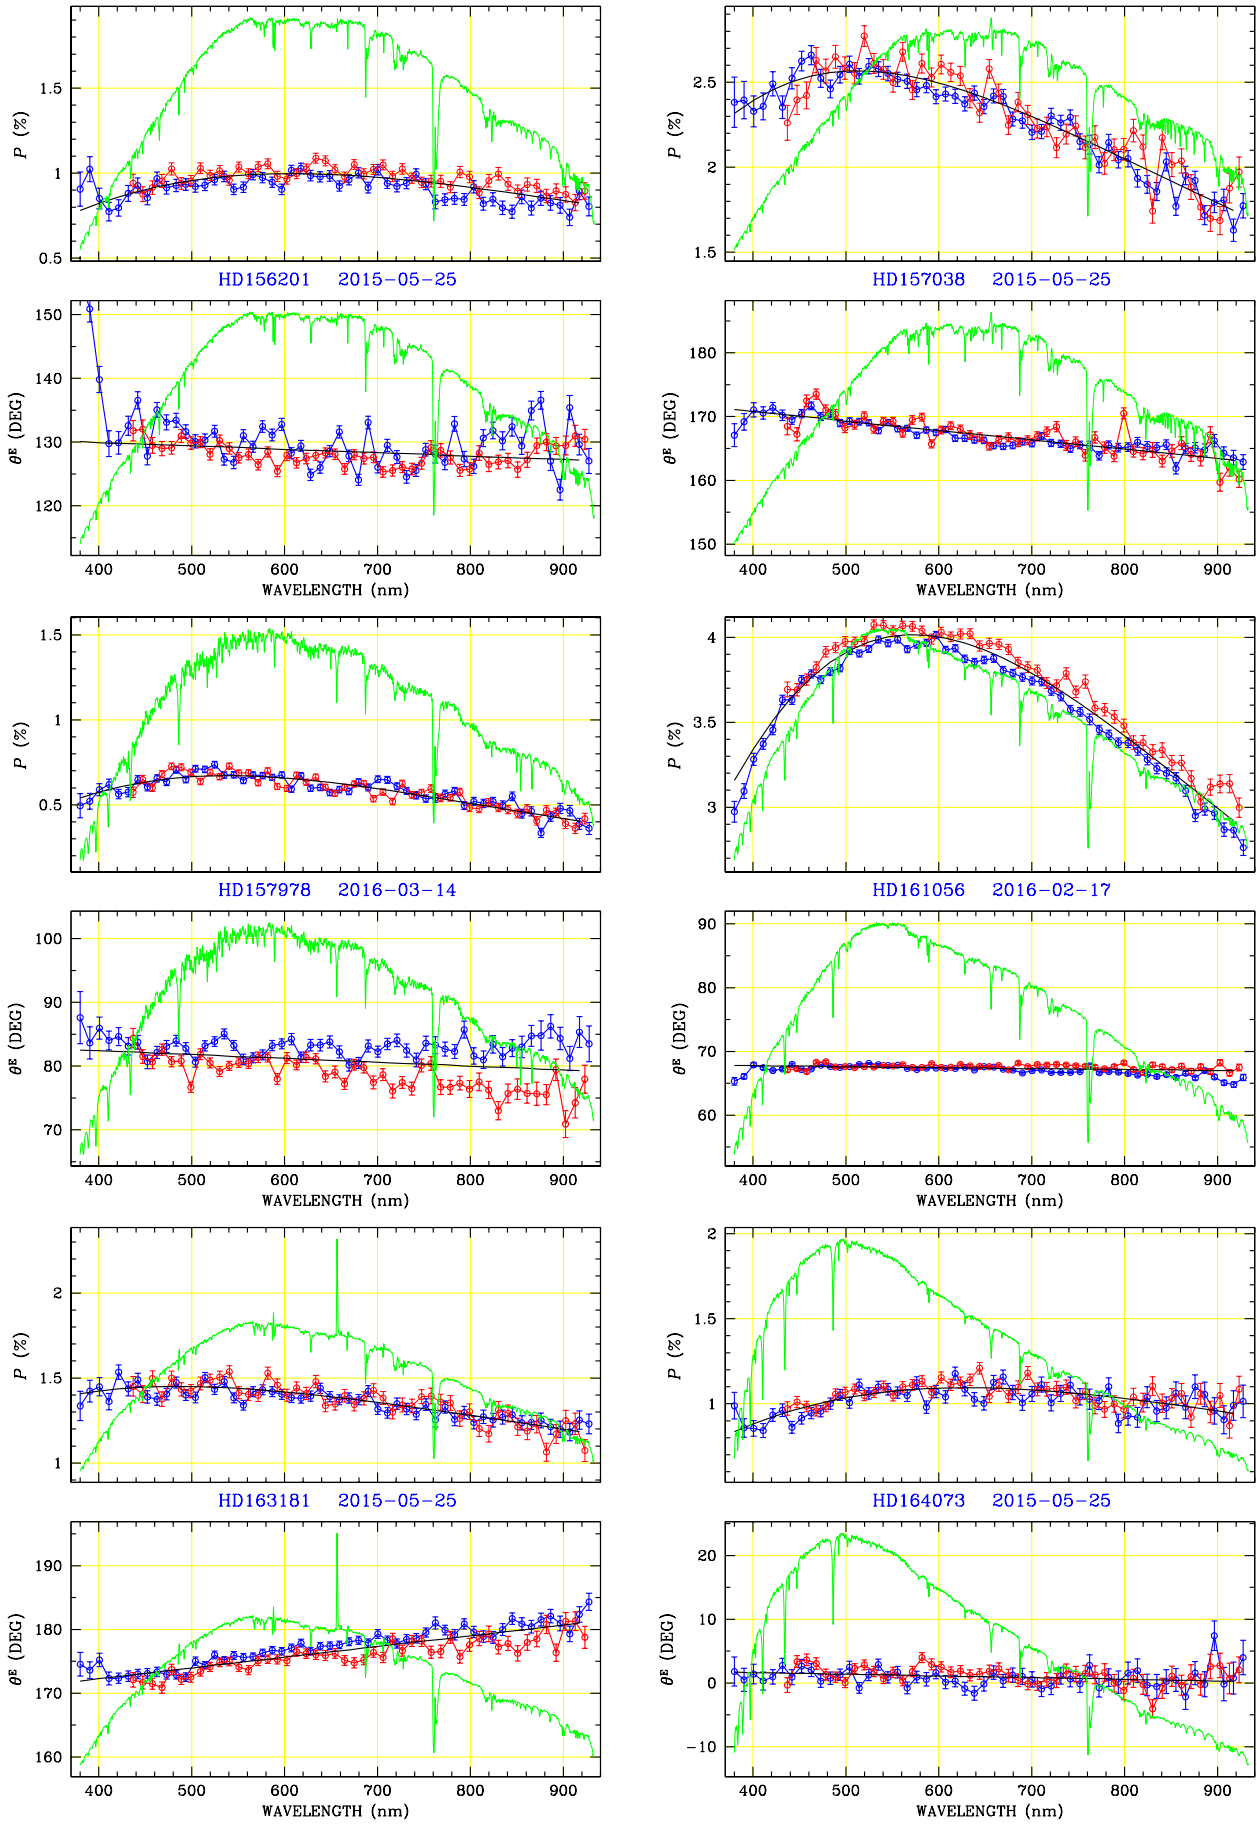 P (%)
1.5
1
0.5
P (%)
2.5
2
1.5
HD156201 2015-05-25
HD157038 2015-05-25
θE (DEG)
150
140
130
120
400 500 600 700 800 900
WAVELENGTH (nm)
θE (DEG)
180
170
160
150
400 500 600 700 800 900
WAVELENGTH (nm)
P (%)
1.5
1
0.5
P (%)
4
3.5
3
HD157978 2016-03-14
HD161056 2016-02-17
θE (DEG)
100
90
80
70
400 500 600 700 800 900
WAVELENGTH (nm)
θE (DEG)
90
80
70
60
400 500 600 700 800 900
WAVELENGTH (nm)
P (%)
2
1.5
1
P (%)
2
1.5
1
HD163181 2015-05-25
HD164073 2015-05-25
θE (DEG)
190
180
170
160
400 500 600 700 800 900
WAVELENGTH (nm)
θE (DEG)
20
10
0
−10
400 500 600 700 800 900
WAVELENGTH (nm)